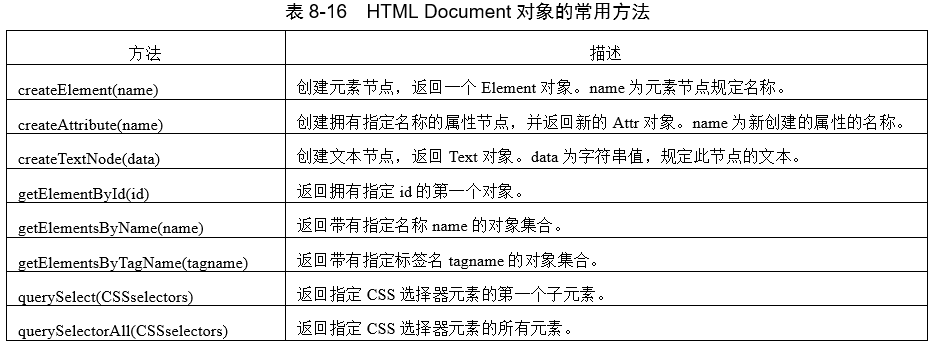 表 8-16 HTML Document 对象的常用方法
方法 描述
createElement(name) 创建元素节点，返回一个 Element 对象。name 为元素节点规定名称。
createAttribute(name) 创建拥有指定名称的属性节点，并返回新的 Attr 对象。name 为新创建的属性的名称。
createTextNode(data) 创建文本节点，返回 Text 对象。data 为字符串值，规定此节点的文本。
getElementById(id) 返回拥有指定 id 的第一个对象。
getElementsByName(name) 返回带有指定名称 name 的对象集合。
getElementsByTagName(tagname) 返回带有指定标签名 tagname 的对象集合。
querySelect(CSSselectors) 返回指定 CSS 选择器元素的第一个子元素。
querySelectorAll(CSSselectors) 返回指定 CSS 选择器元素的所有元素。